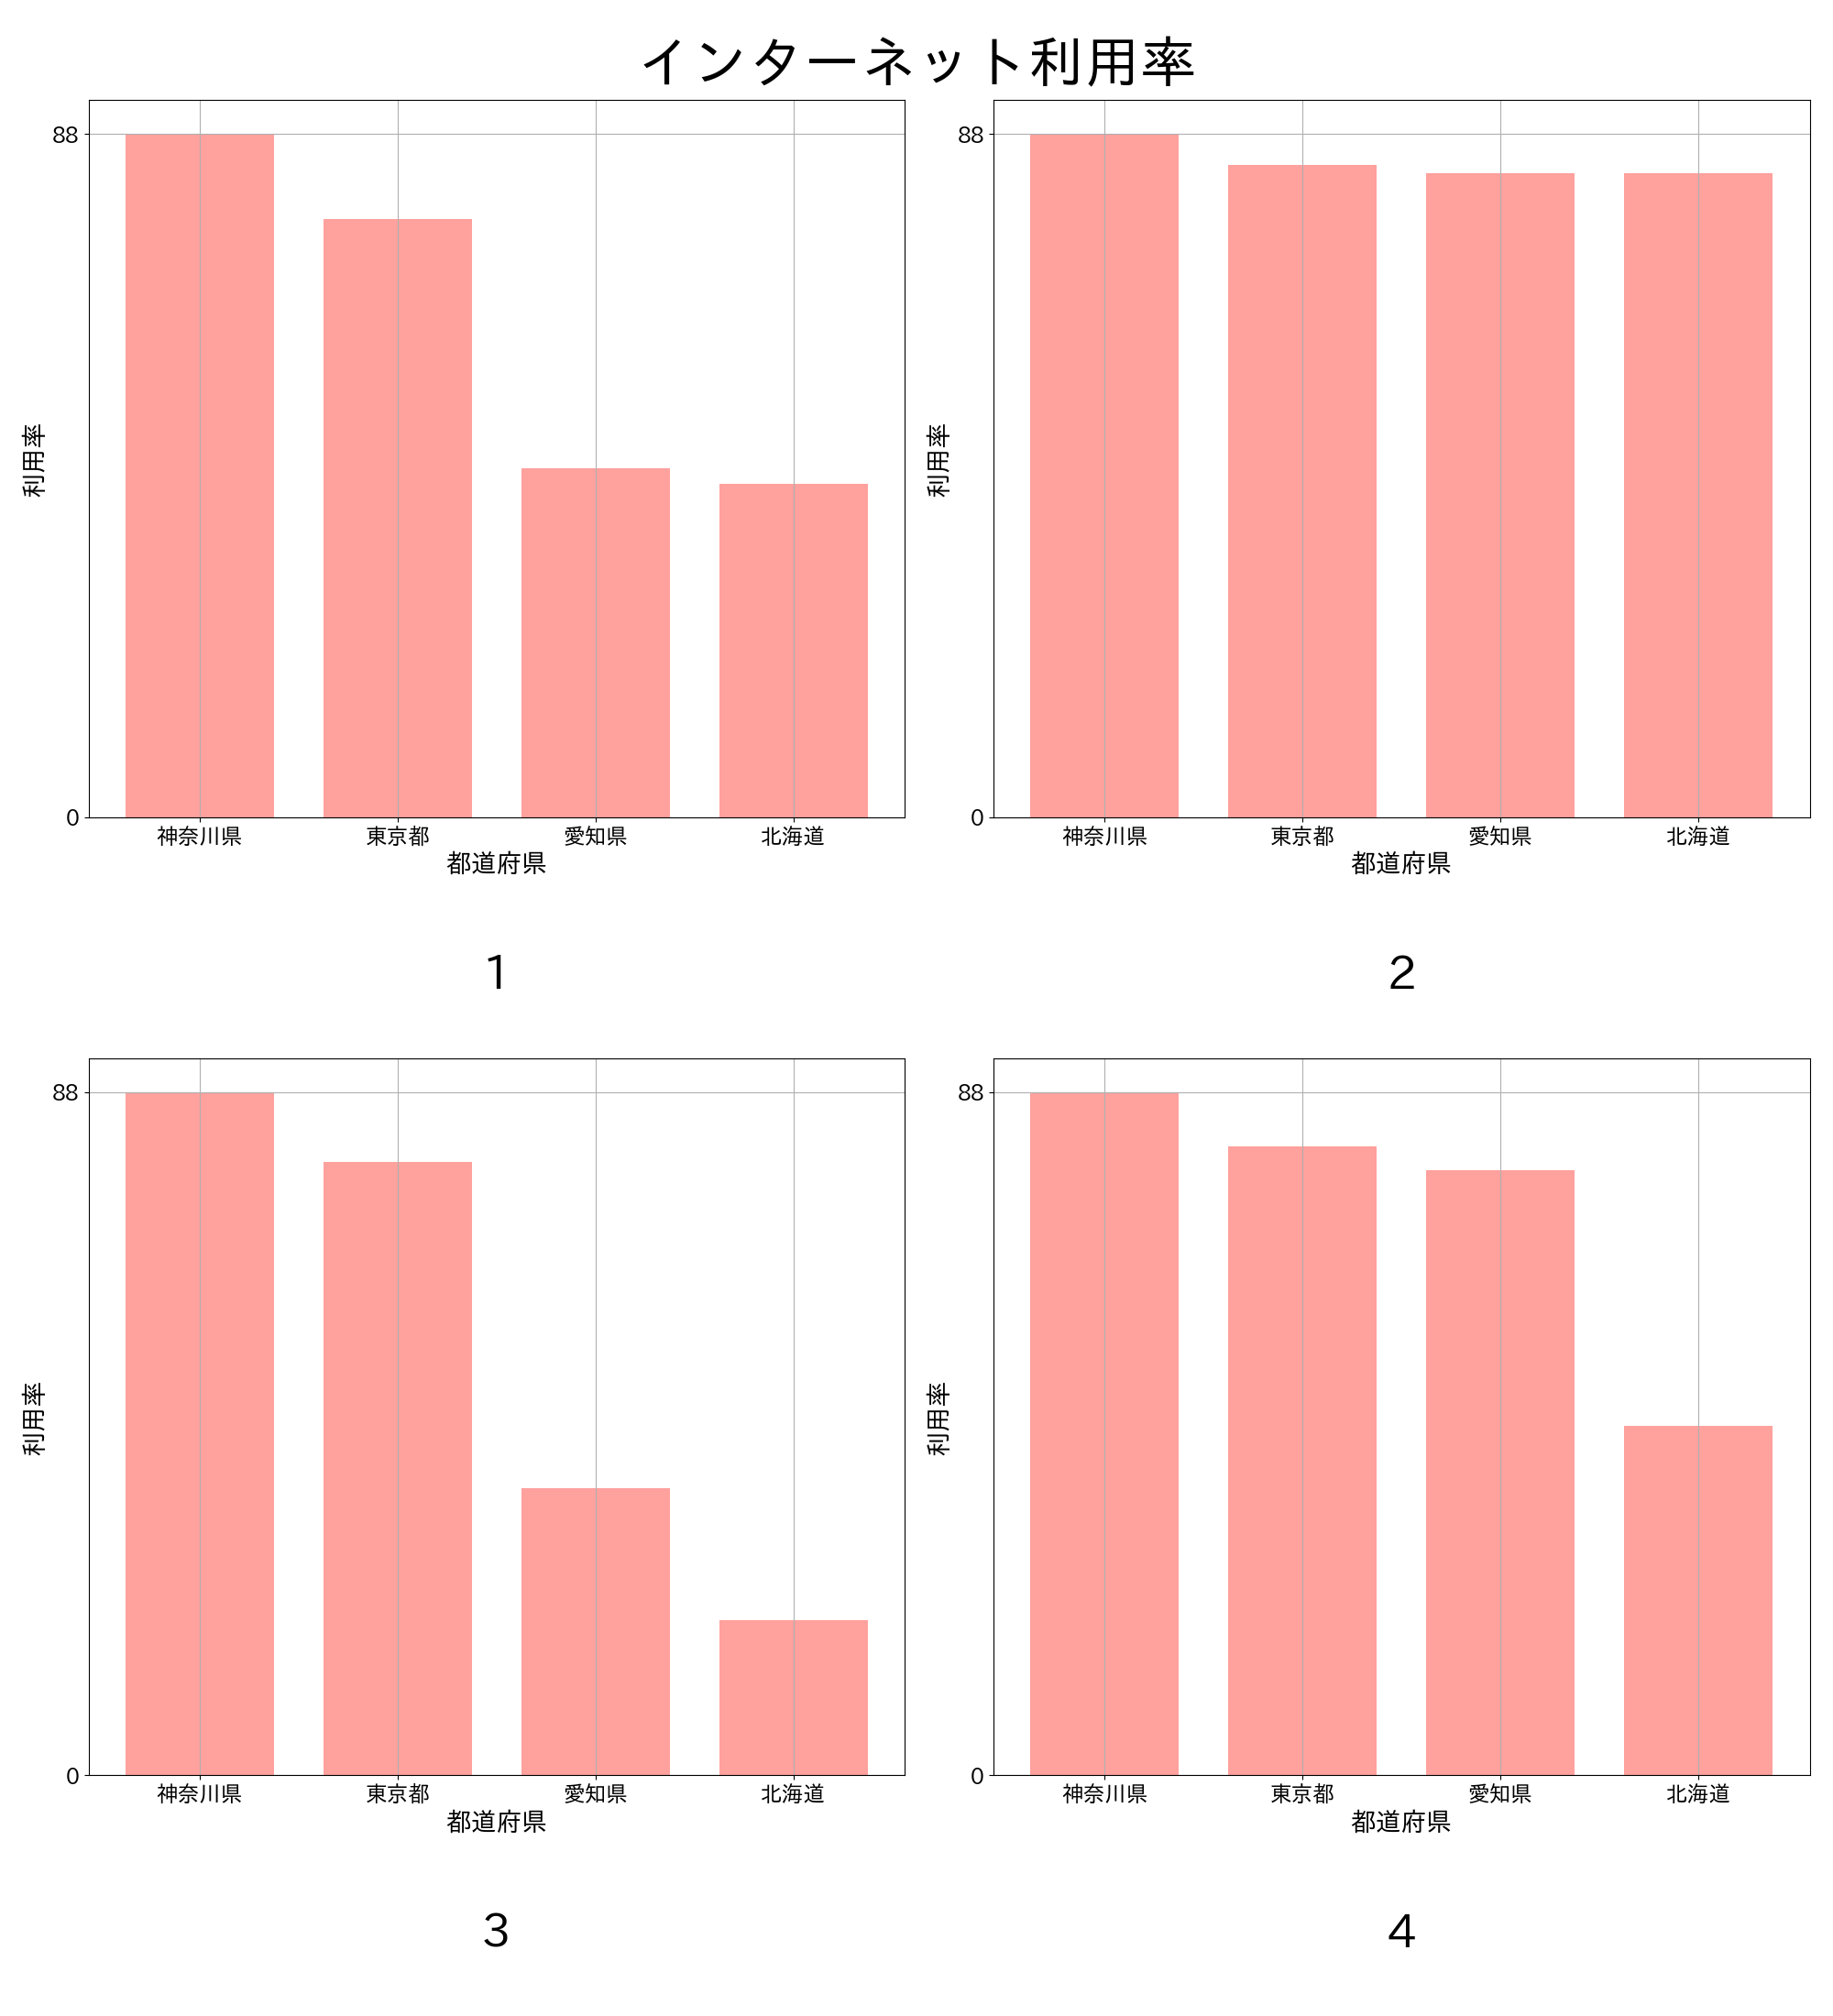 インターネット利用率
88
0
利用率
神奈川県 東京都 愛知県 北海道
都道府県
1
88
0
利用率
神奈川県 東京都 愛知県 北海道
都道府県
2
88
0
利用率
神奈川県 東京都 愛知県 北海道
都道府県
3
88
0
利用率
神奈川県 東京都 愛知県 北海道
都道府県
4